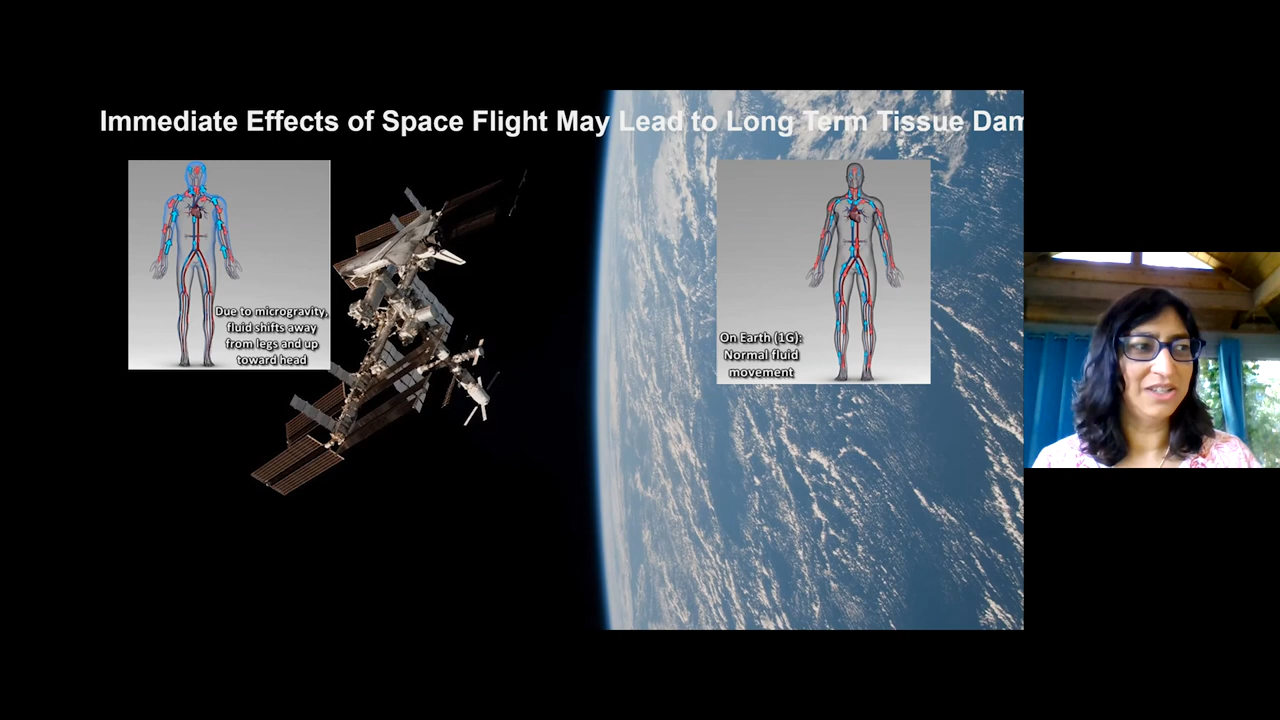 Immediate Effects of Space Flight May Lead to Long Term Tissue Dam
Due to microgravity,
fluid shifts away
from legs and up
toward head
On Earth (1G):
Normal fluid
movement